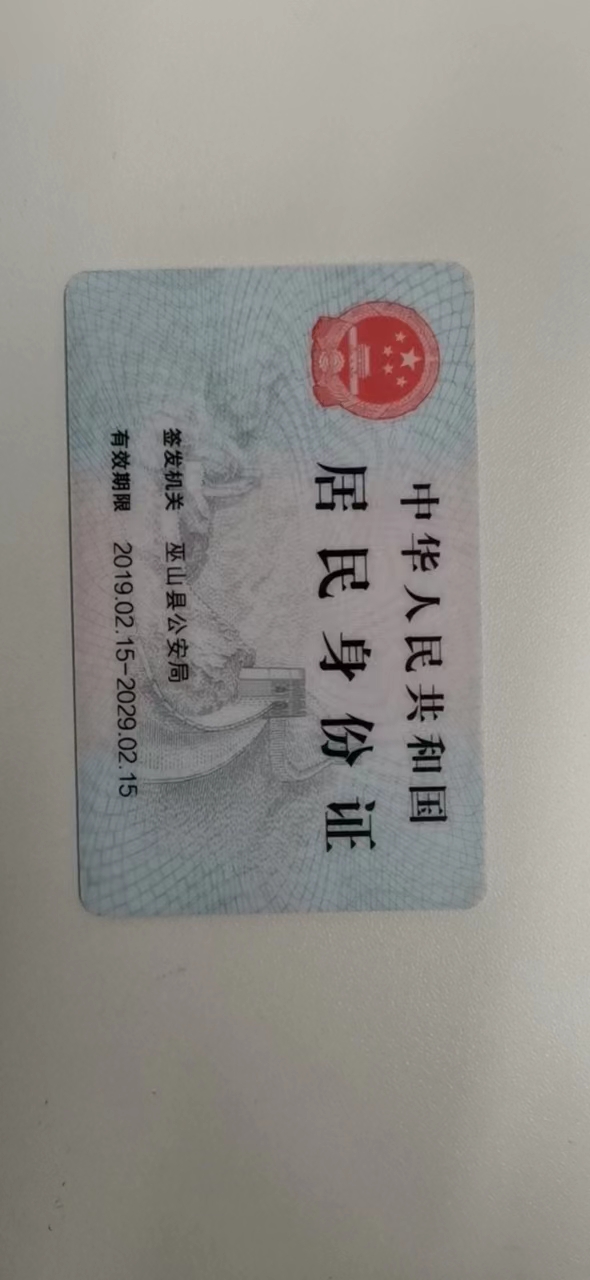 中华人民共和国
居民身份证
签发机关 巫山县公安局
有效期限 2019.02.15-2029.02.15